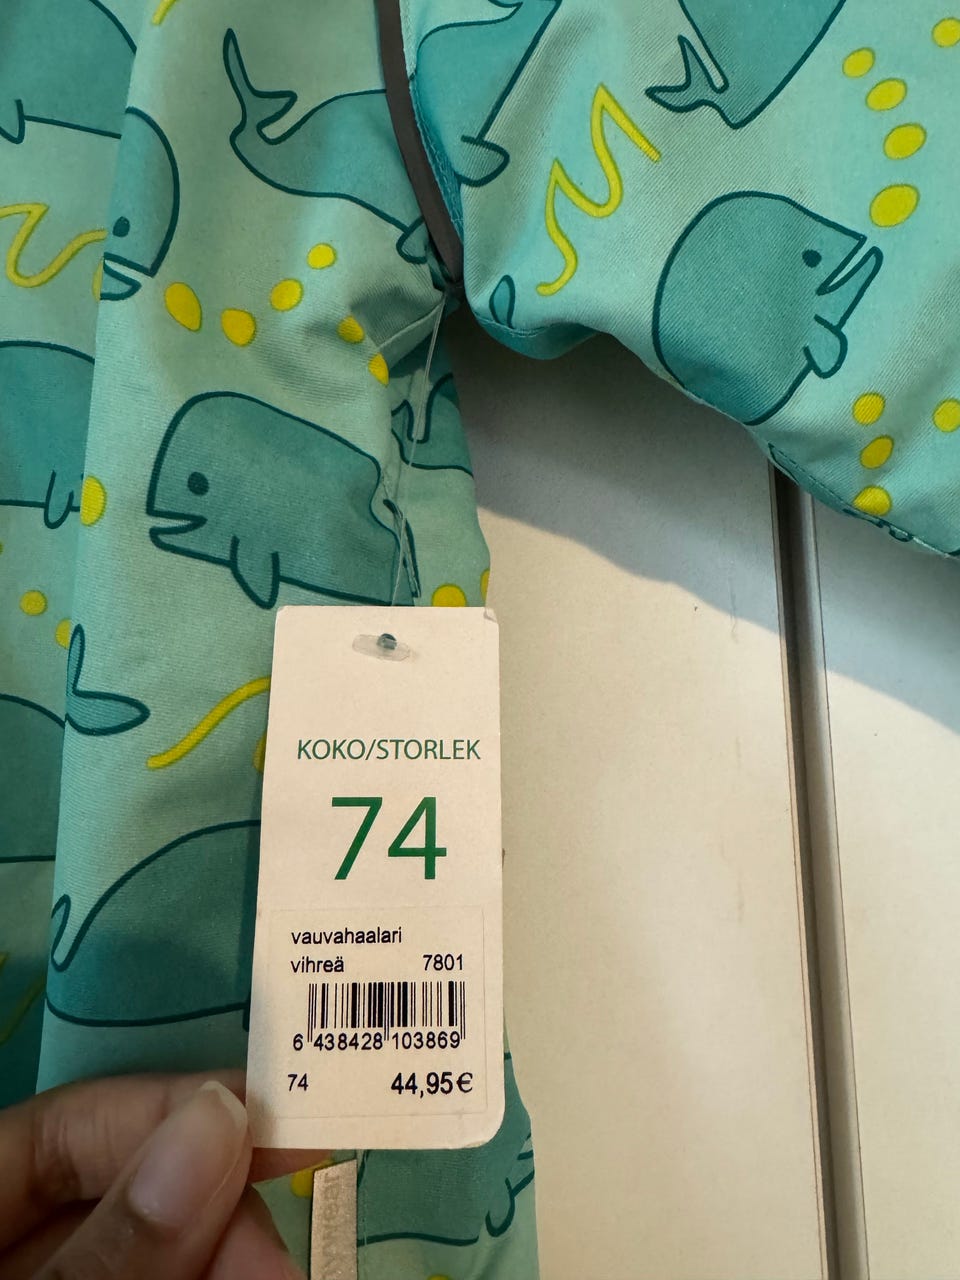 KOKO/STORLEK
74
vauvahaalari
vihreä 7801
6 438428 103869
74 44,95€